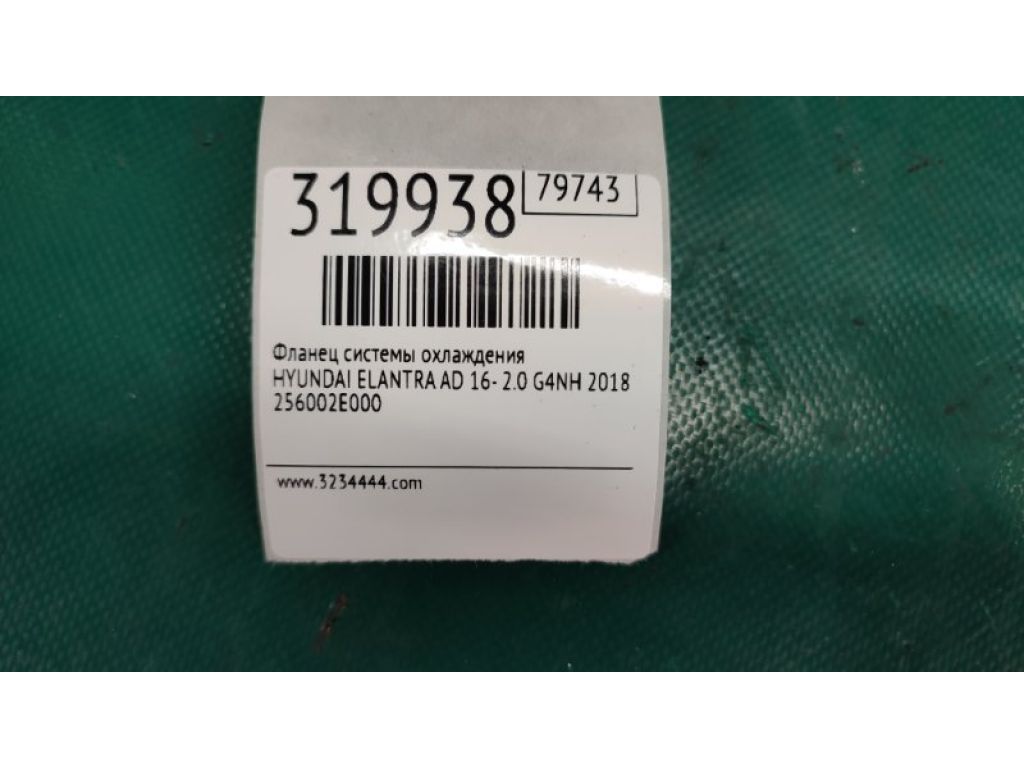 319938 79743
Фланец системы охлаждения
HYUNDAI ELANTRA AD 16- 2.0 G4NH 2018
256002E000
www.3234444.com